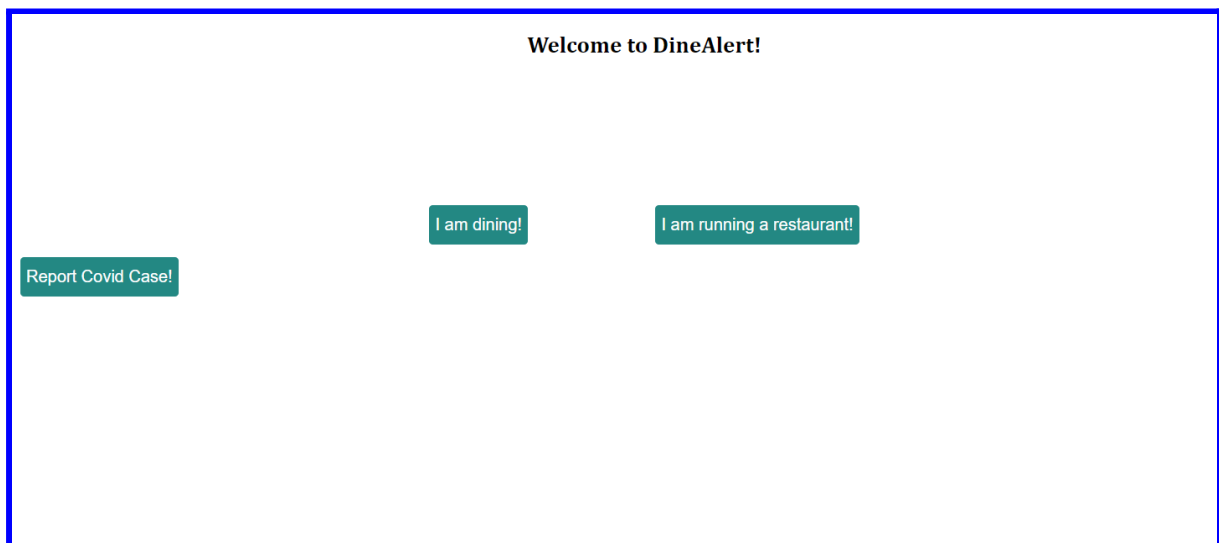 Welcome to DineAlert!
I am dining!
I am running a restaurant!
Report Covid Case!